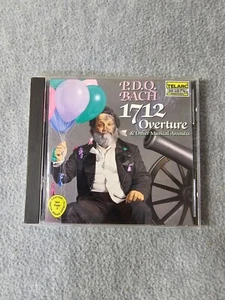 P.D.Q.
BACH
TELARC
1712
Overture
& Other Musical Assaults